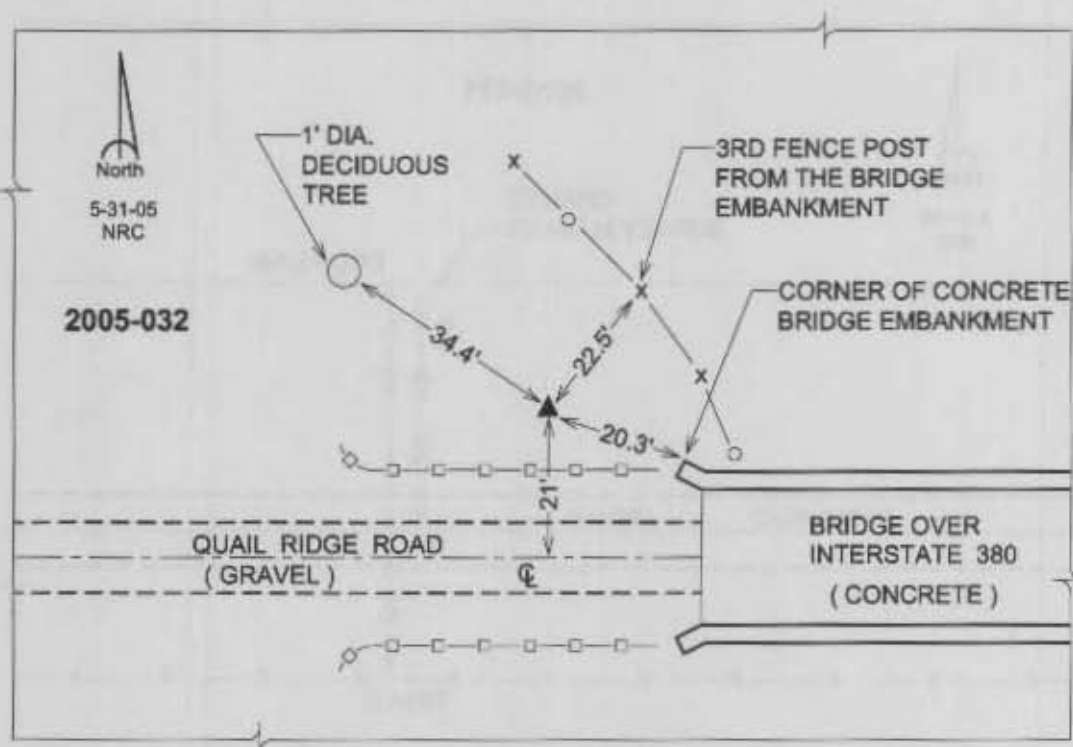 North
5-31-05
NRC
2005-032
1' DIA.
DECIDUOUS
TREE
3RD FENCE POST
FROM THE BRIDGE
EMBANKMENT
CORNER OF CONCRETE
BRIDGE EMBANKMENT
34.4'
22.5'
20.3'
21'
QUAIL RIDGE ROAD
( GRAVEL )
℄
BRIDGE OVER
INTERSTATE 380
( CONCRETE )